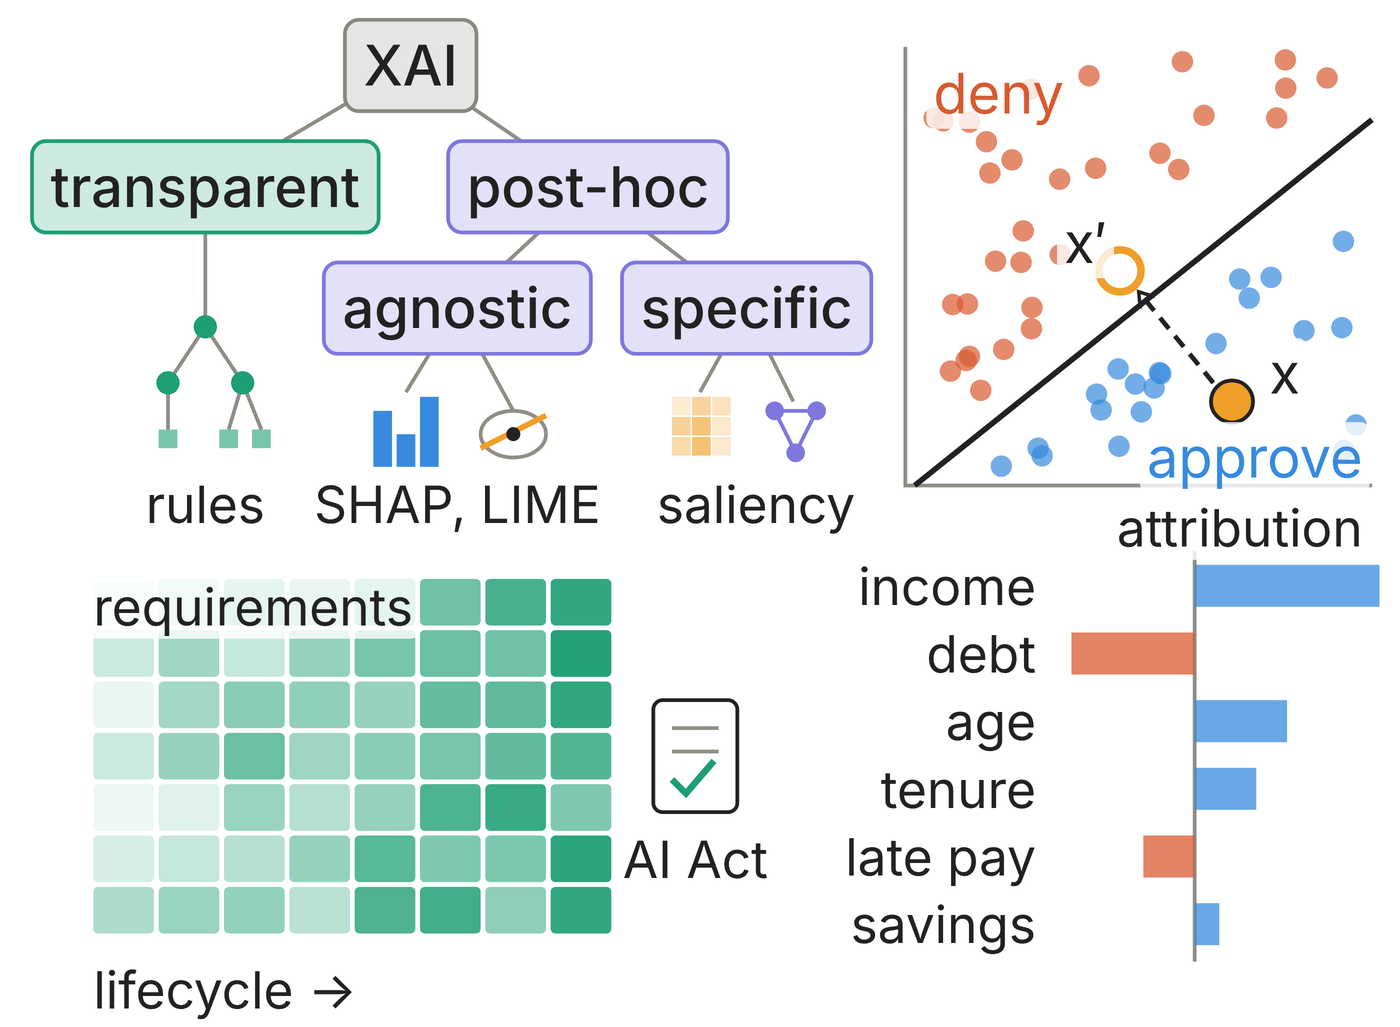 XAI
transparent
post-hoc
agnostic
specific
rules
SHAP, LIME
saliency
deny
x′
x
approve
requirements
lifecycle →
AI Act
attribution
income
debt
age
tenure
late pay
savings